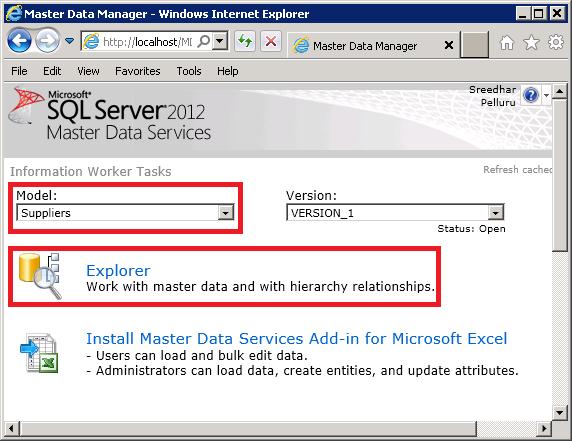 Master Data Manager - Windows Internet Explorer
http://localhost/MI
Master Data Manager
File Edit View Favorites Tools Help
Microsoft®
SQL Server® 2012
Master Data Services
Sreedhar
Pelluru
Information Worker Tasks
Refresh cached
Model:
Version:
Suppliers
VERSION_1
Status: Open
Explorer
Work with master data and with hierarchy relationships.
Install Master Data Services Add-in for Microsoft Excel
- Users can load and bulk edit data.
- Administrators can load data, create entities, and update attributes.